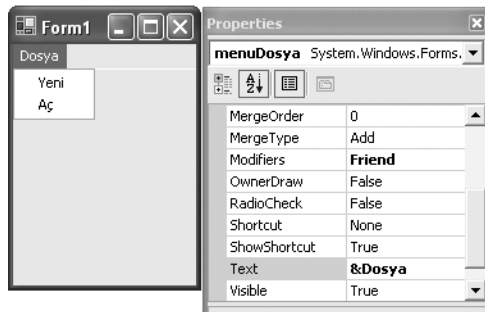 Form1
Dosya
Yeni
Aç
Properties
menuDosya System.Windows.Forms.
MergeOrder 0
MergeType Add
Modifiers Friend
OwnerDraw False
RadioCheck False
Shortcut None
ShowShortcut True
Text &Dosya
Visible True